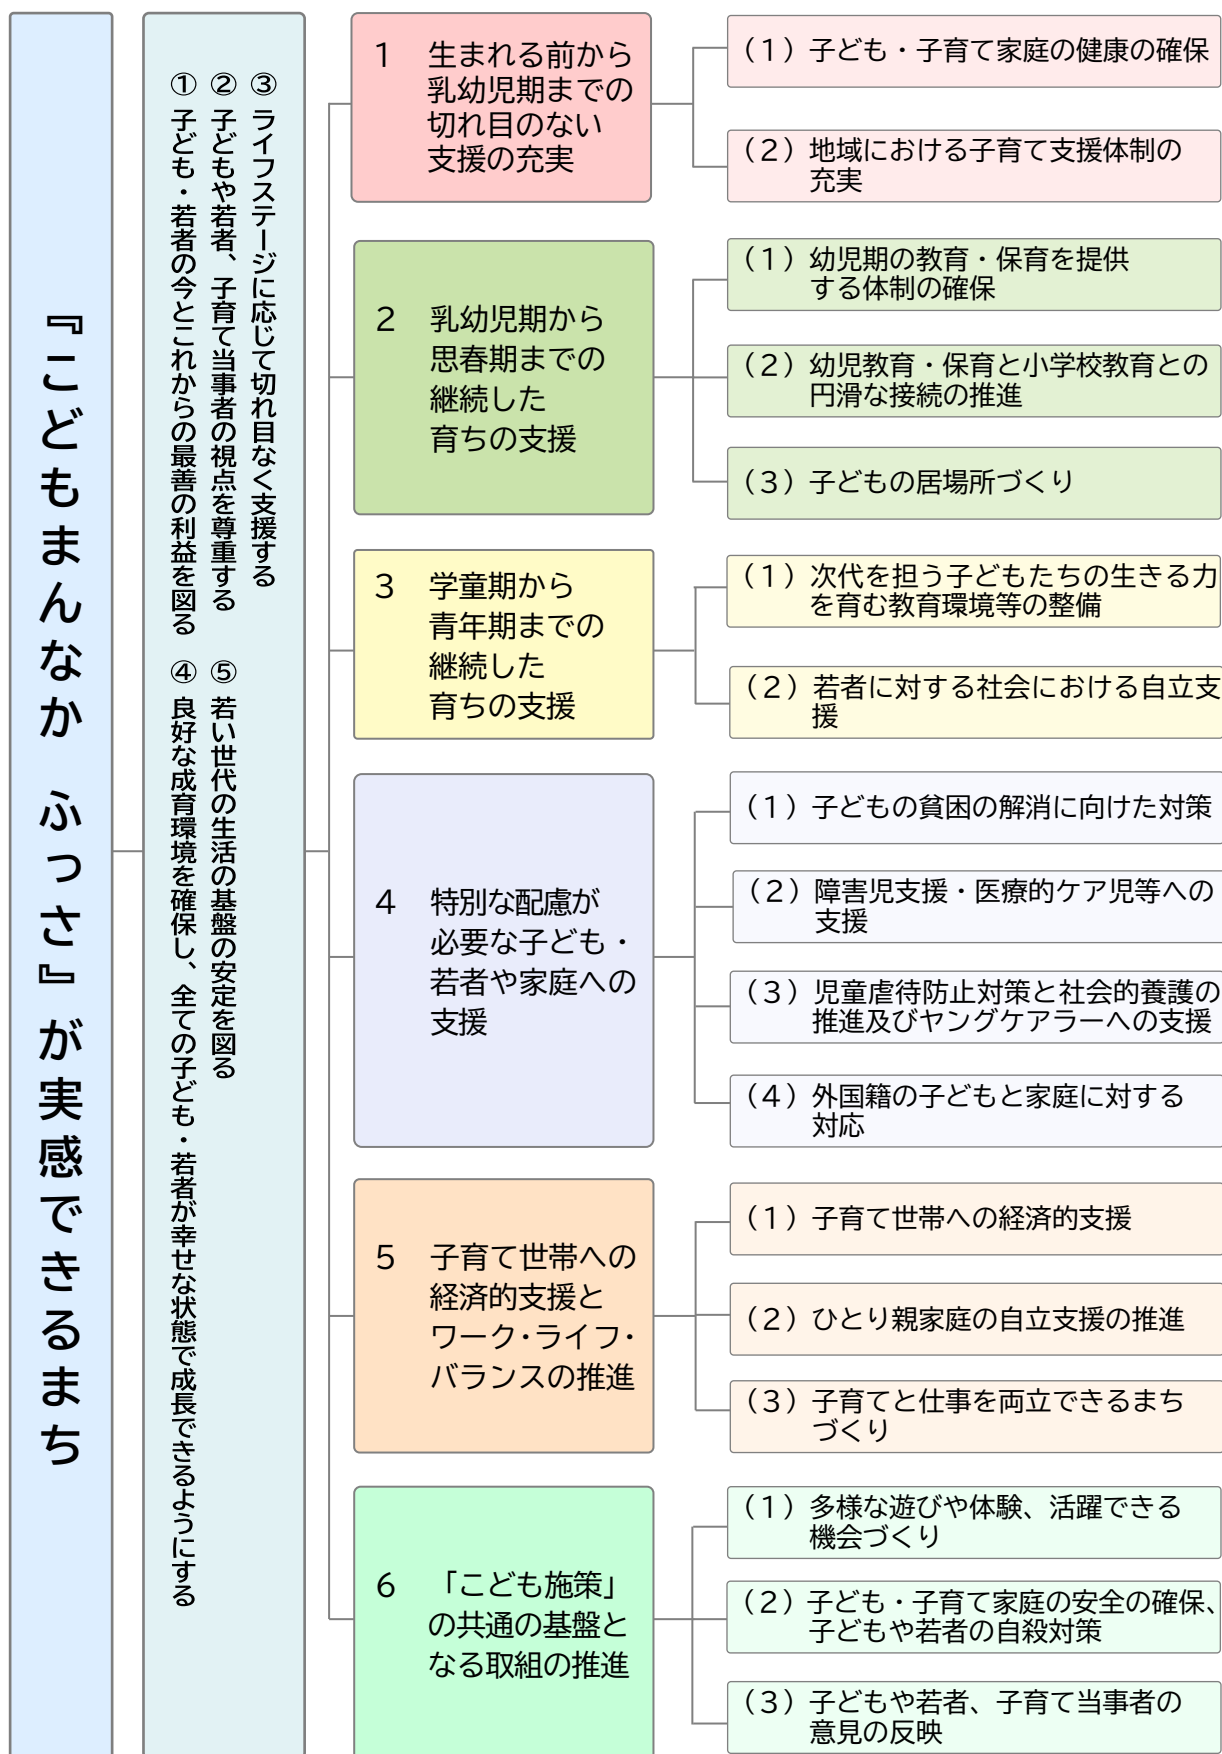 『こどもまんなか ふっさ』が実感できるまち
③ ライフステージに応じて切れ目なく支援する
② 子どもや若者、子育て当事者の視点を尊重する
① 子ども・若者の今とこれからの最善の利益を図る
⑤ 若い世代の生活の基盤の安定を図る
④ 良好な成育環境を確保し、全ての子ども・若者が幸せな状態で成長できるようにする
1 生まれる前から
乳幼児期までの
切れ目のない
支援の充実
（１）子ども・子育て家庭の健康の確保
（２）地域における子育て支援体制の
充実
2 乳幼児期から
思春期までの
継続した
育ちの支援
（１）幼児期の教育・保育を提供
する体制の確保
（２）幼児教育・保育と小学校教育との
円滑な接続の推進
（３）子どもの居場所づくり
3 学童期から
青年期までの
継続した
育ちの支援
（１）次代を担う子どもたちの生きる力
を育む教育環境等の整備
（２）若者に対する社会における自立支
援
4 特別な配慮が
必要な子ども・
若者や家庭への
支援
（１）子どもの貧困の解消に向けた対策
（２）障害児支援・医療的ケア児等への
支援
（３）児童虐待防止対策と社会的養護の
推進及びヤングケアラーへの支援
（４）外国籍の子どもと家庭に対する
対応
5 子育て世帯への
経済的支援と
ワーク・ライフ・
バランスの推進
（１）子育て世帯への経済的支援
（２）ひとり親家庭の自立支援の推進
（３）子育てと仕事を両立できるまち
づくり
6 「こども施策」
の共通の基盤と
なる取組の推進
（１）多様な遊びや体験、活躍できる
機会づくり
（２）子ども・子育て家庭の安全の確保、
子どもや若者の自殺対策
（３）子どもや若者、子育て当事者の
意見の反映